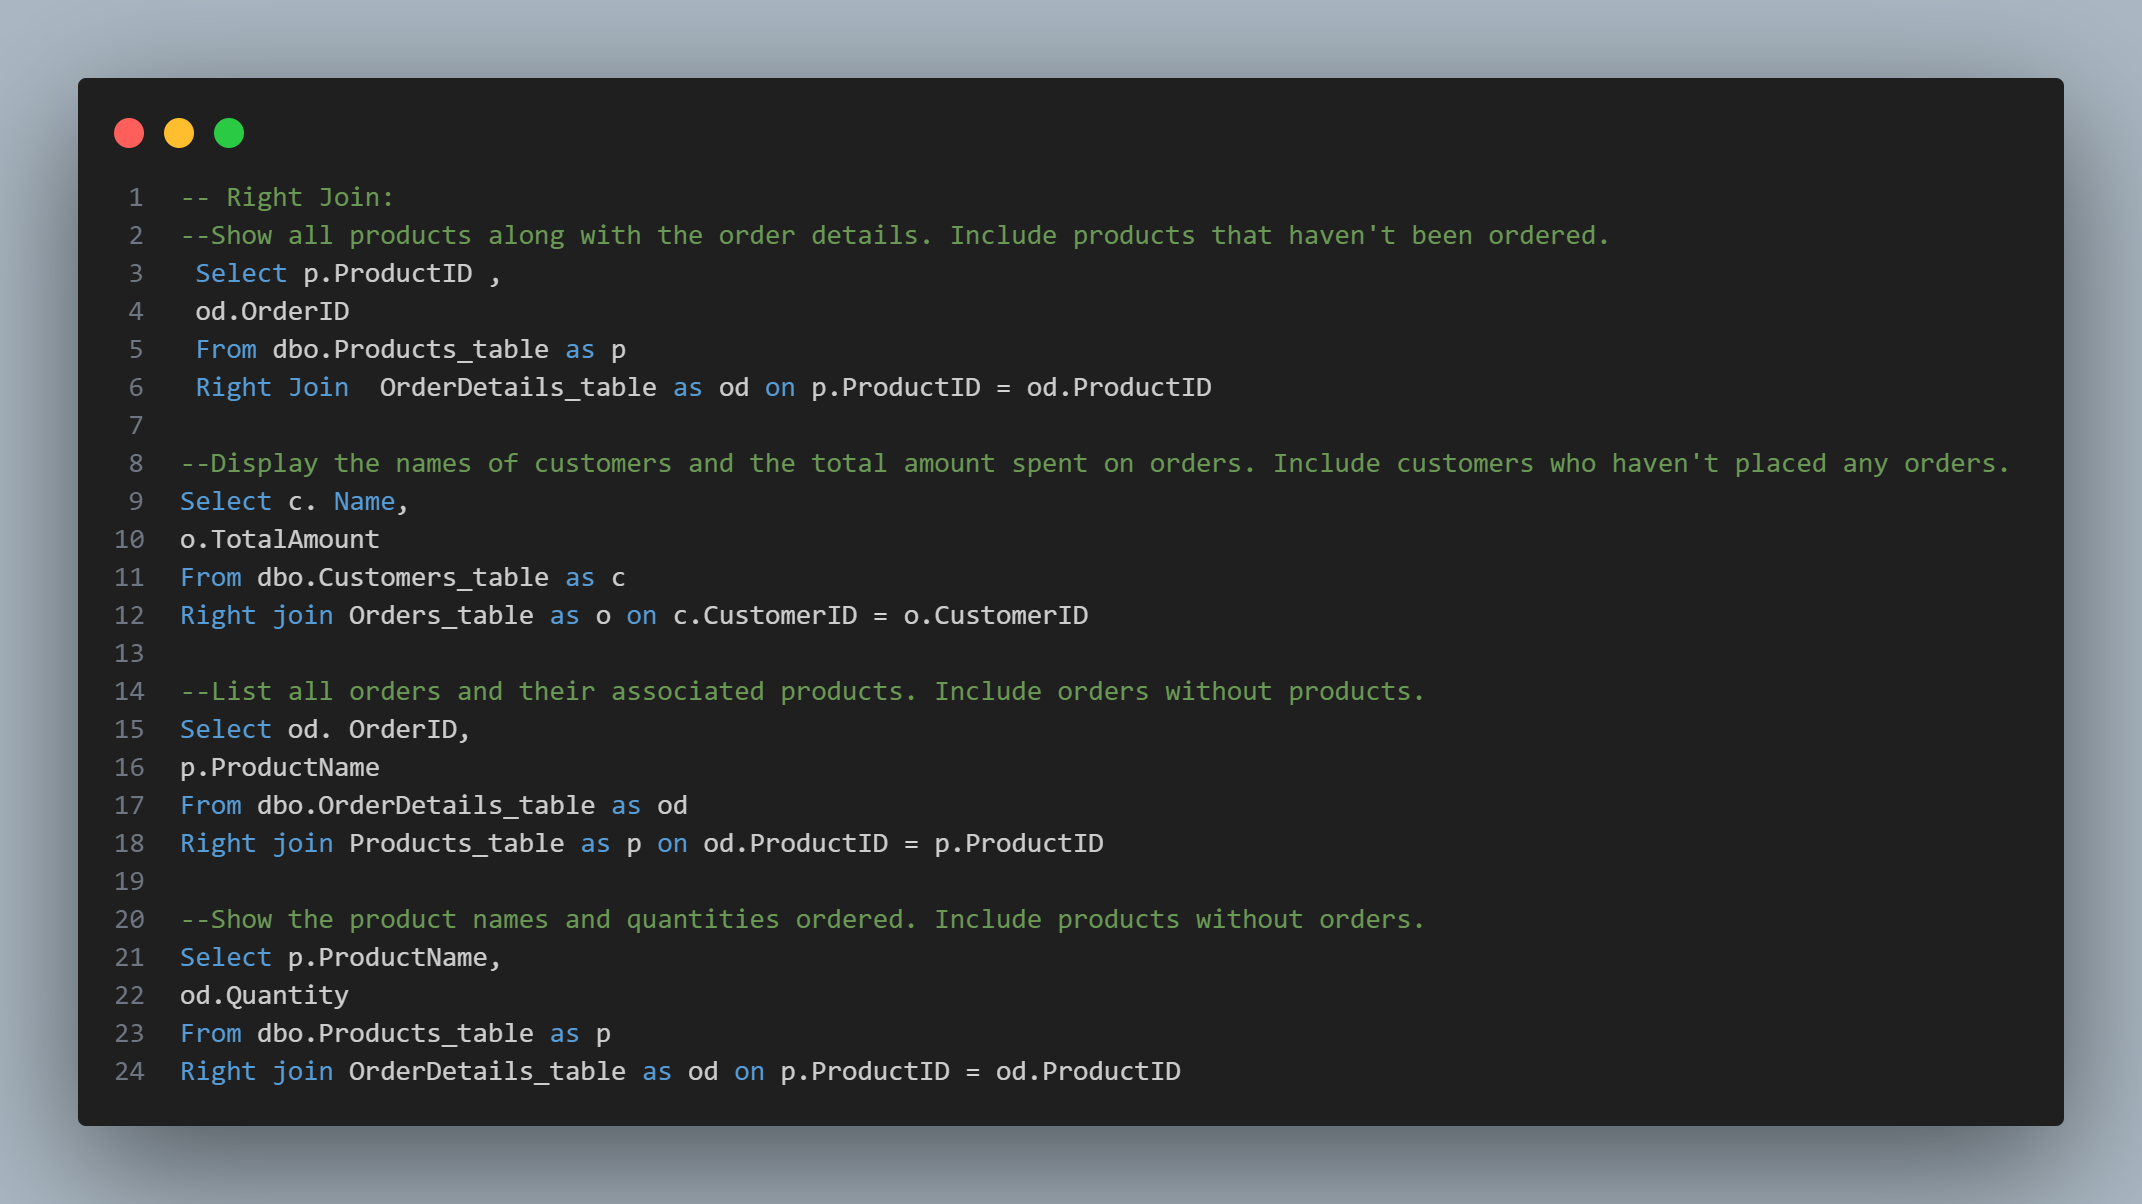 1 -- Right Join:
2 --Show all products along with the order details. Include products that haven't been ordered.
3 Select p.ProductID ,
4 od.OrderID
5 From dbo.Products_table as p
6 Right Join  OrderDetails_table as od on p.ProductID = od.ProductID
7
8 --Display the names of customers and the total amount spent on orders. Include customers who haven't placed any orders.
9 Select c. Name,
10 o.TotalAmount
11 From dbo.Customers_table as c
12 Right join Orders_table as o on c.CustomerID = o.CustomerID
13
14 --List all orders and their associated products. Include orders without products.
15 Select od. OrderID,
16 p.ProductName
17 From dbo.OrderDetails_table as od
18 Right join Products_table as p on od.ProductID = p.ProductID
19
20 --Show the product names and quantities ordered. Include products without orders.
21 Select p.ProductName,
22 od.Quantity
23 From dbo.Products_table as p
24 Right join OrderDetails_table as od on p.ProductID = od.ProductID